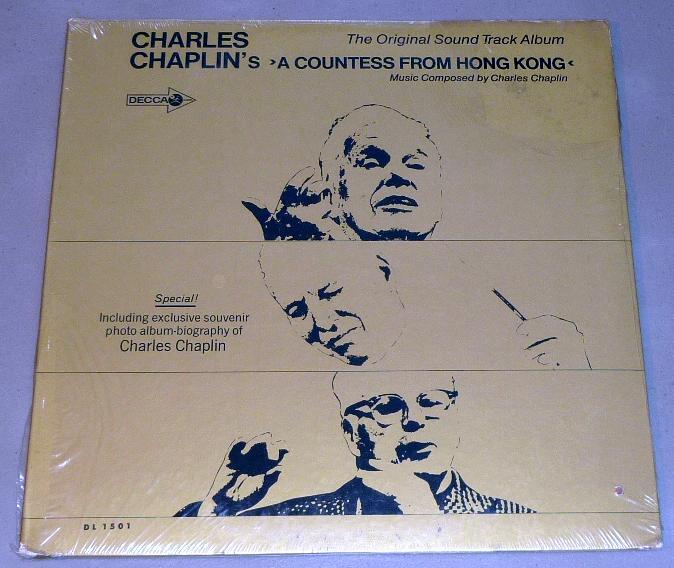 CHARLES
CHAPLIN's ›A COUNTESS FROM HONG KONG‹
The Original Sound Track Album
Music Composed by Charles Chaplin
DECCA
Special!
Including exclusive souvenir
photo album-biography of
Charles Chaplin
DL 1501